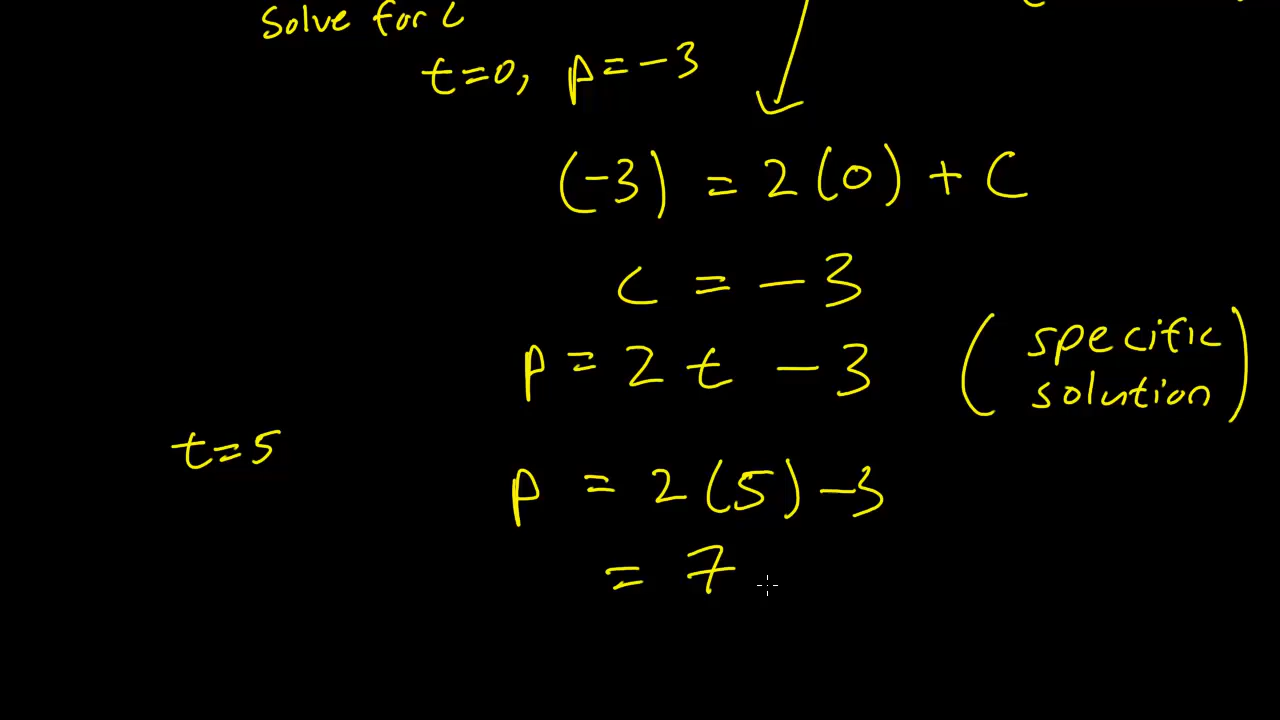 Solve for C
t=0, p=-3
(-3) = 2(0) + C
C = -3
p = 2t - 3 (specific solution)
t=5
p = 2(5) -3
= 7